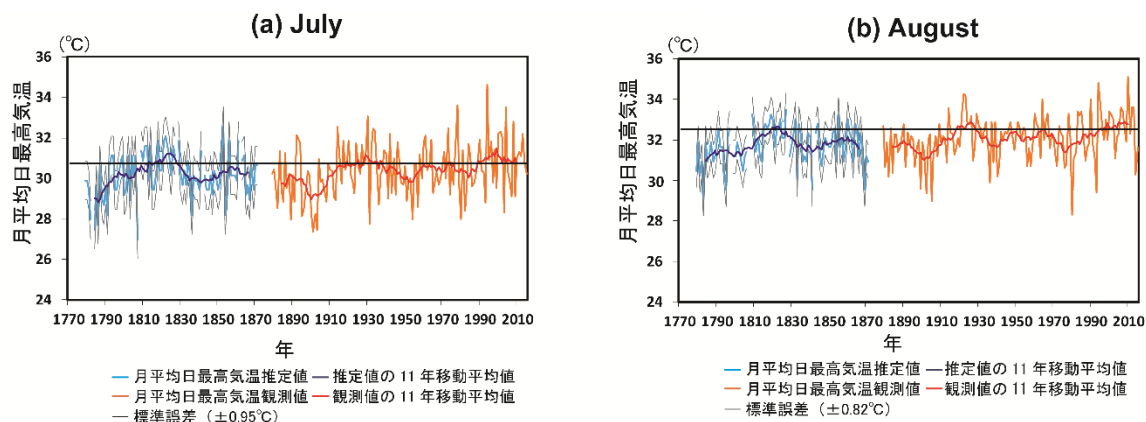 (a) July
(℃)
月平均日最高気温
36
34
32
30
28
26
24
1770 1790 1810 1830 1850 1870 1890 1910 1930 1950 1970 1990 2010
年
月平均日最高気温推定値 推定値の 11 年移動平均値
月平均日最高気温観測値 観測値の 11 年移動平均値
標準誤差（±0.95℃）
(b) August
(℃)
月平均日最高気温
36
34
32
30
28
26
24
1770 1790 1810 1830 1850 1870 1890 1910 1930 1950 1970 1990 2010
年
月平均日最高気温推定値 推定値の 11 年移動平均値
月平均日最高気温観測値 観測値の 11 年移動平均値
標準誤差（±0.82℃）